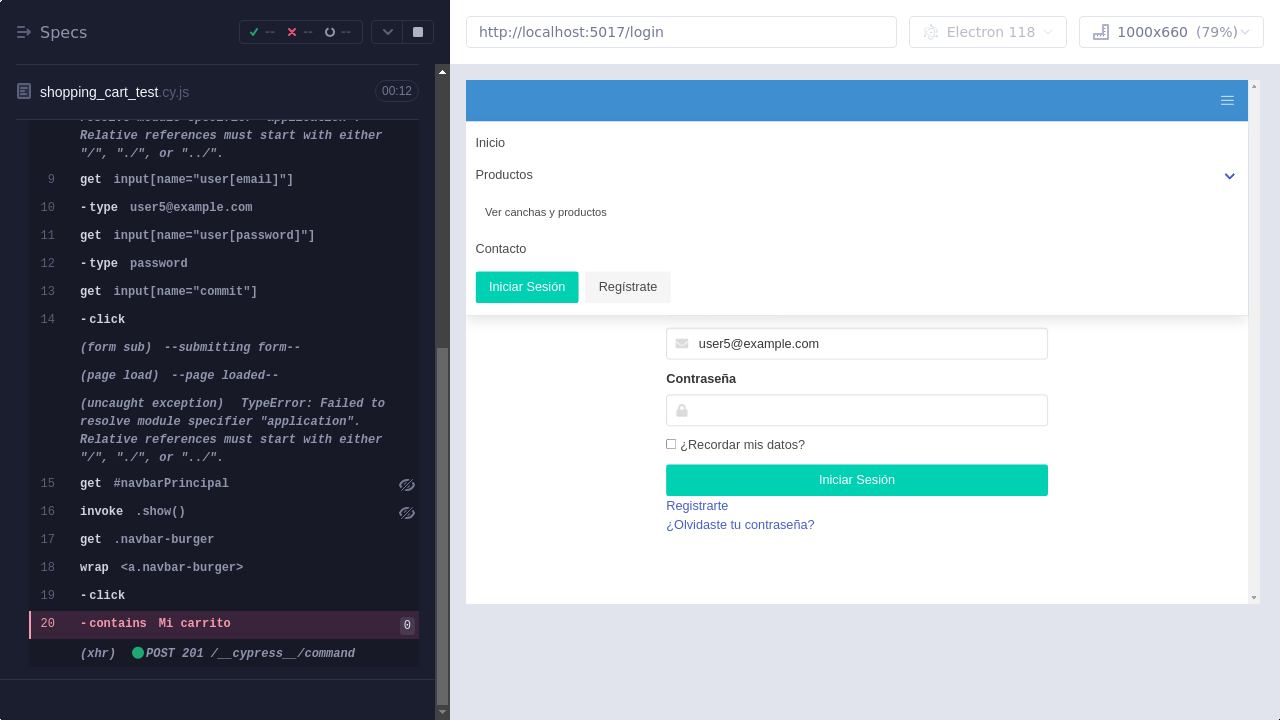 Specs
--
--
--
shopping_cart_test.cy.js
00:12
resolve module specifier "application".
Relative references must start with either
"/", "./", or "../".
9 get input[name="user[email]"]
10 -type user5@example.com
11 get input[name="user[password]"]
12 -type password
13 get input[name="commit"]
14 -click
(form sub) --submitting form--
(page load) --page loaded--
(uncaught exception) TypeError: Failed to
resolve module specifier "application".
Relative references must start with either
"/", "./", or "../".
15 get #navbarPrincipal
16 invoke .show()
17 get .navbar-burger
18 wrap <a.navbar-burger>
19 -click
20 -contains Mi carrito 0
(xhr) POST 201 /__cypress__/command
http://localhost:5017/login
Electron 118
1000x660 (79%)
Inicio
Productos
Ver canchas y productos
Contacto
Iniciar Sesión
Regístrate
user5@example.com
Contraseña
¿Recordar mis datos?
Iniciar Sesión
Registrarte
¿Olvidaste tu contraseña?